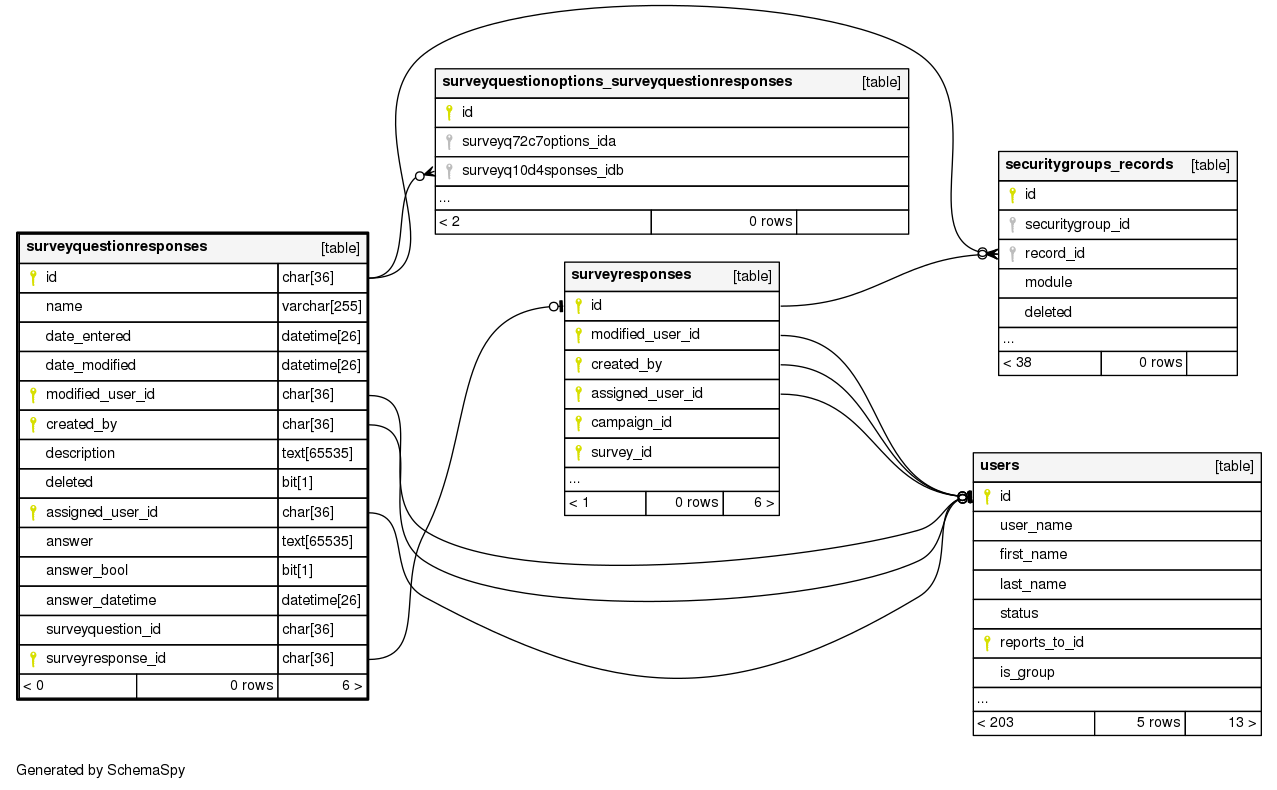 surveyquestionoptions_surveyquestionresponses [table]
id
surveyq72c7options_ida
surveyq10d4sponses_idb
...
< 2 0 rows
securitygroups_records [table]
id
securitygroup_id
record_id
module
deleted
...
< 38 0 rows
surveyquestionresponses [table]
id char[36]
name varchar[255]
date_entered datetime[26]
date_modified datetime[26]
modified_user_id char[36]
created_by char[36]
description text[65535]
deleted bit[1]
assigned_user_id char[36]
answer text[65535]
answer_bool bit[1]
answer_datetime datetime[26]
surveyquestion_id char[36]
surveyresponse_id char[36]
< 0 0 rows 6 >
surveyresponses [table]
id
modified_user_id
created_by
assigned_user_id
campaign_id
survey_id
...
< 1 0 rows 6 >
users [table]
id
user_name
first_name
last_name
status
reports_to_id
is_group
...
< 203 5 rows 13 >
Generated by SchemaSpy